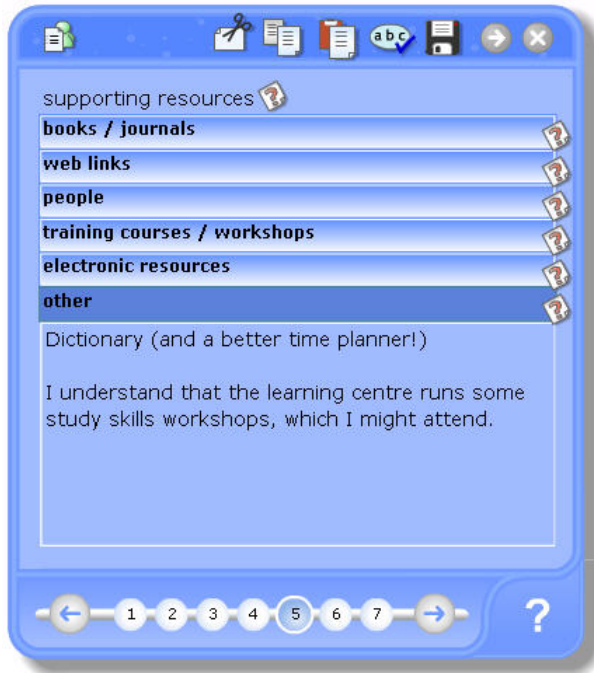 abc
supporting resources
books / journals
web links
people
training courses / workshops
electronic resources
other
Dictionary (and a better time planner!)
I understand that the learning centre runs some
study skills workshops, which I might attend.
1 2 3 4 5 6 7
?